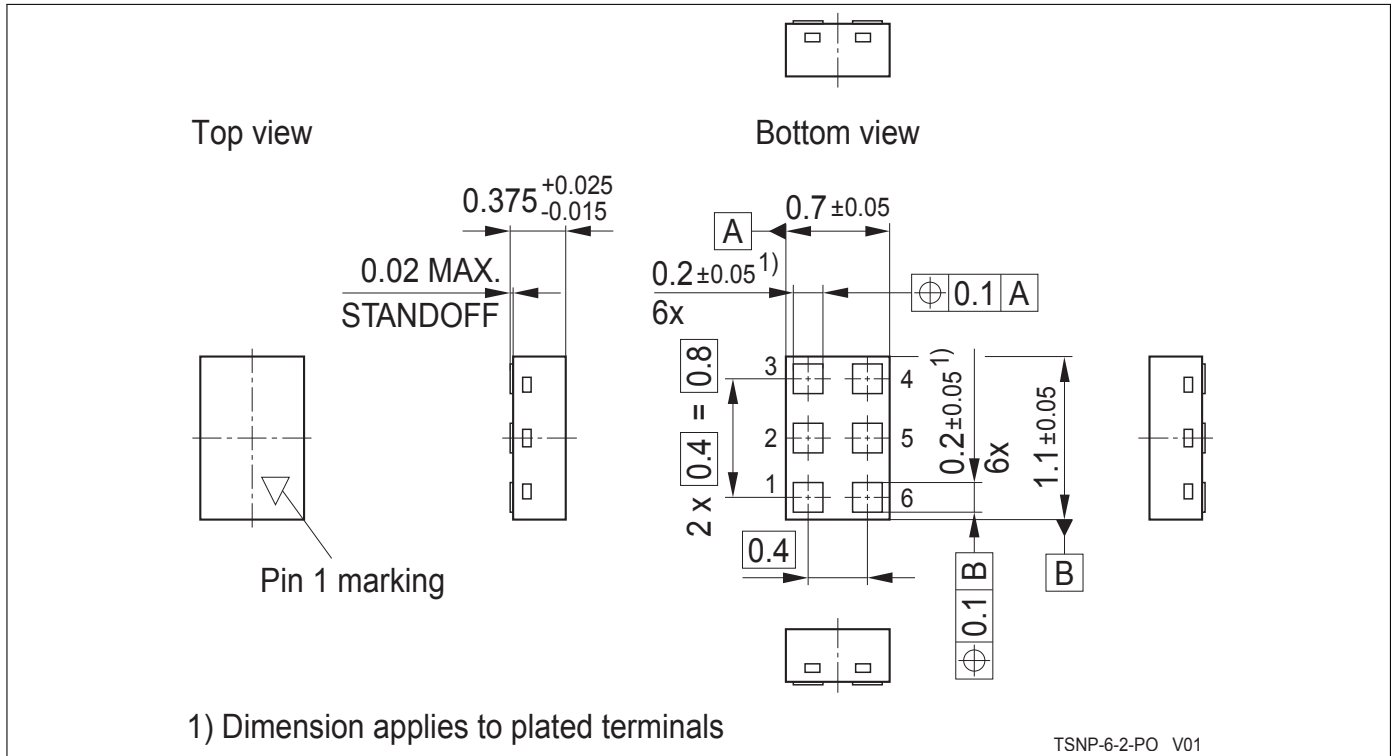 Top view
Bottom view
0.375 +0.025
-0.015
0.7 ±0.05
A
0.02 MAX.
STANDOFF
0.2 ±0.05 1)
6x
0.1 A
3
4
2
5
1
6
2 x 0.4 = 0.8
0.2 ±0.05 1)
6x
1.1 ±0.05
0.4
0.1 B
B
Pin 1 marking
1) Dimension applies to plated terminals
TSNP-6-2-PO V01